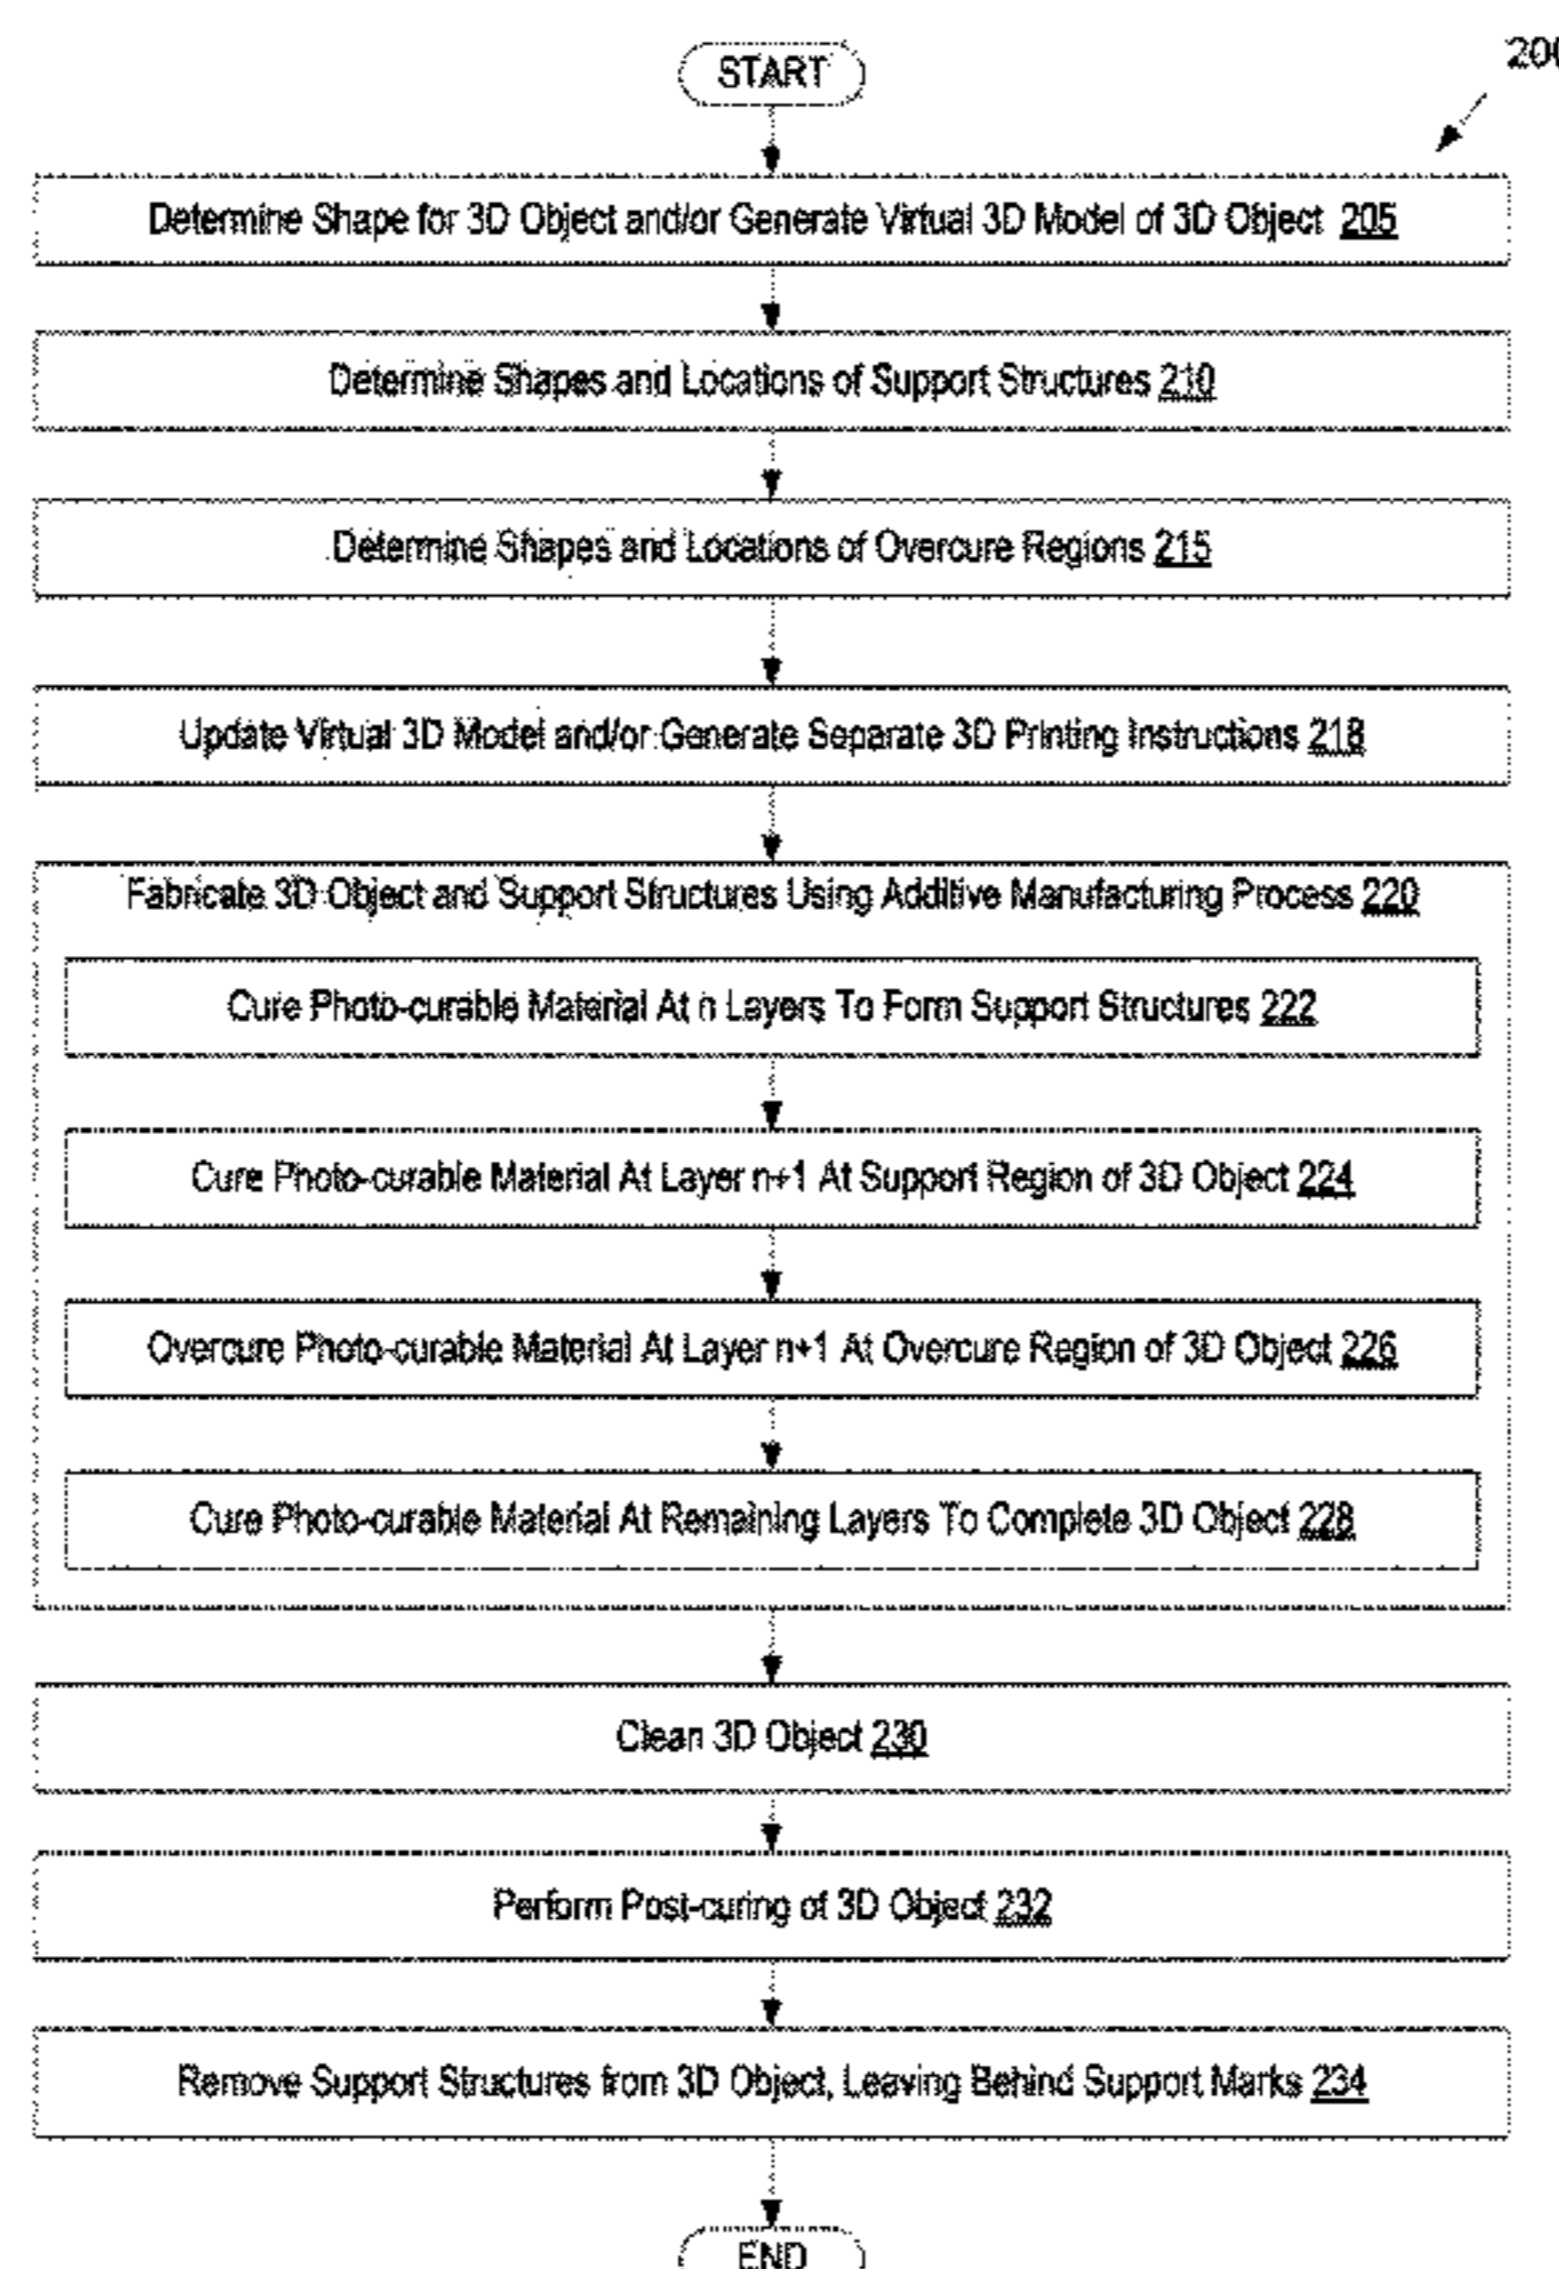 START
200
Determine Shape for 3D Object and/or Generate Virtual 3D Model of 3D Object 205
Determine Shapes and Locations of Support Structures 210
Determine Shapes and Locations of Overcure Regions 215
Update Virtual 3D Model and/or Generate Separate 3D Printing Instructions 218
Fabricate 3D Object and Support Structures Using Additive Manufacturing Process 220
Cure Photo-curable Material At n Layers To Form Support Structures 222
Cure Photo-curable Material At Layer n+1 At Support Region of 3D Object 224
Overcure Photo-curable Material At Layer n+1 At Overcure Region of 3D Object 226
Cure Photo-curable Material At Remaining Layers To Complete 3D Object 228
Clean 3D Object 230
Perform Post-curing of 3D Object 232
Remove Support Structures from 3D Object, Leaving Behind Support Marks 234
END